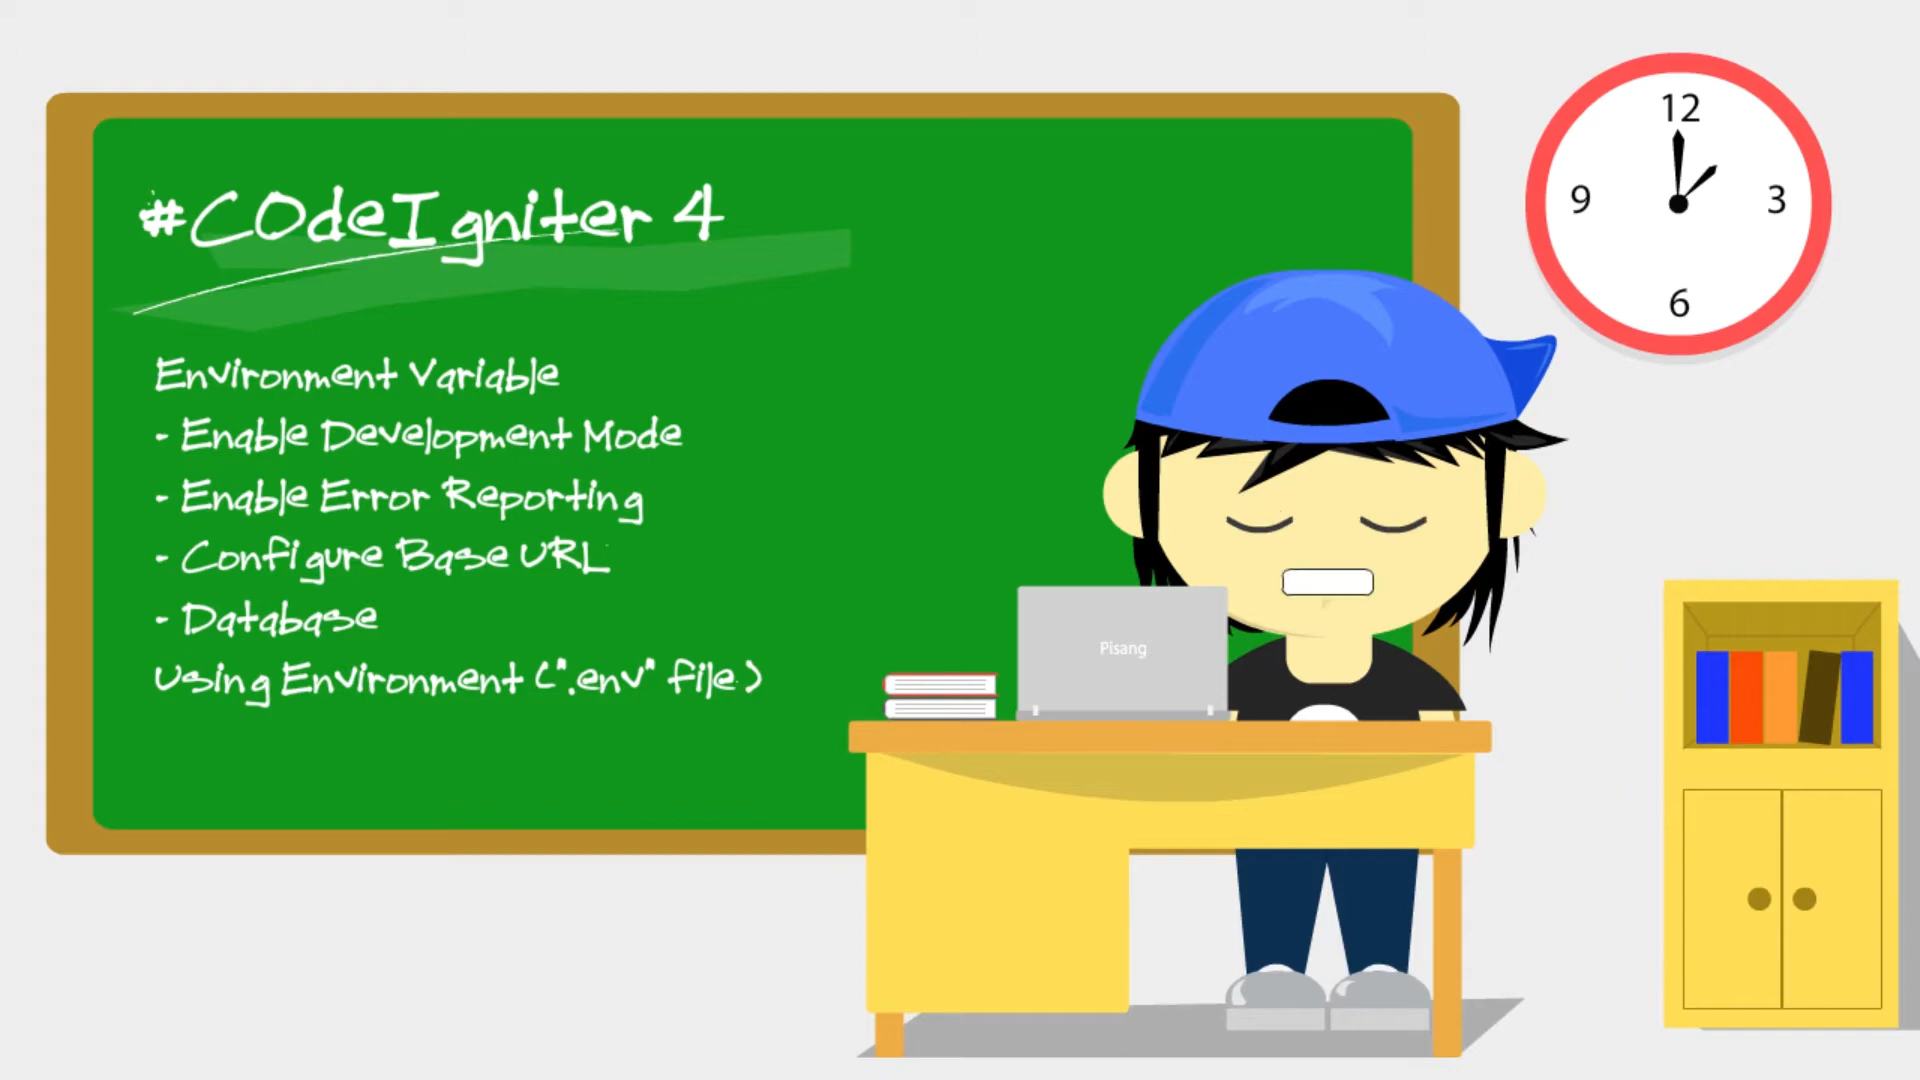 #COdeIgniter 4
Environment Variable
- Enable Development Mode
- Enable Error Reporting
- Configure Base URL
- Database
Using Environment (".env" file)
Pisang
12
9
3
6